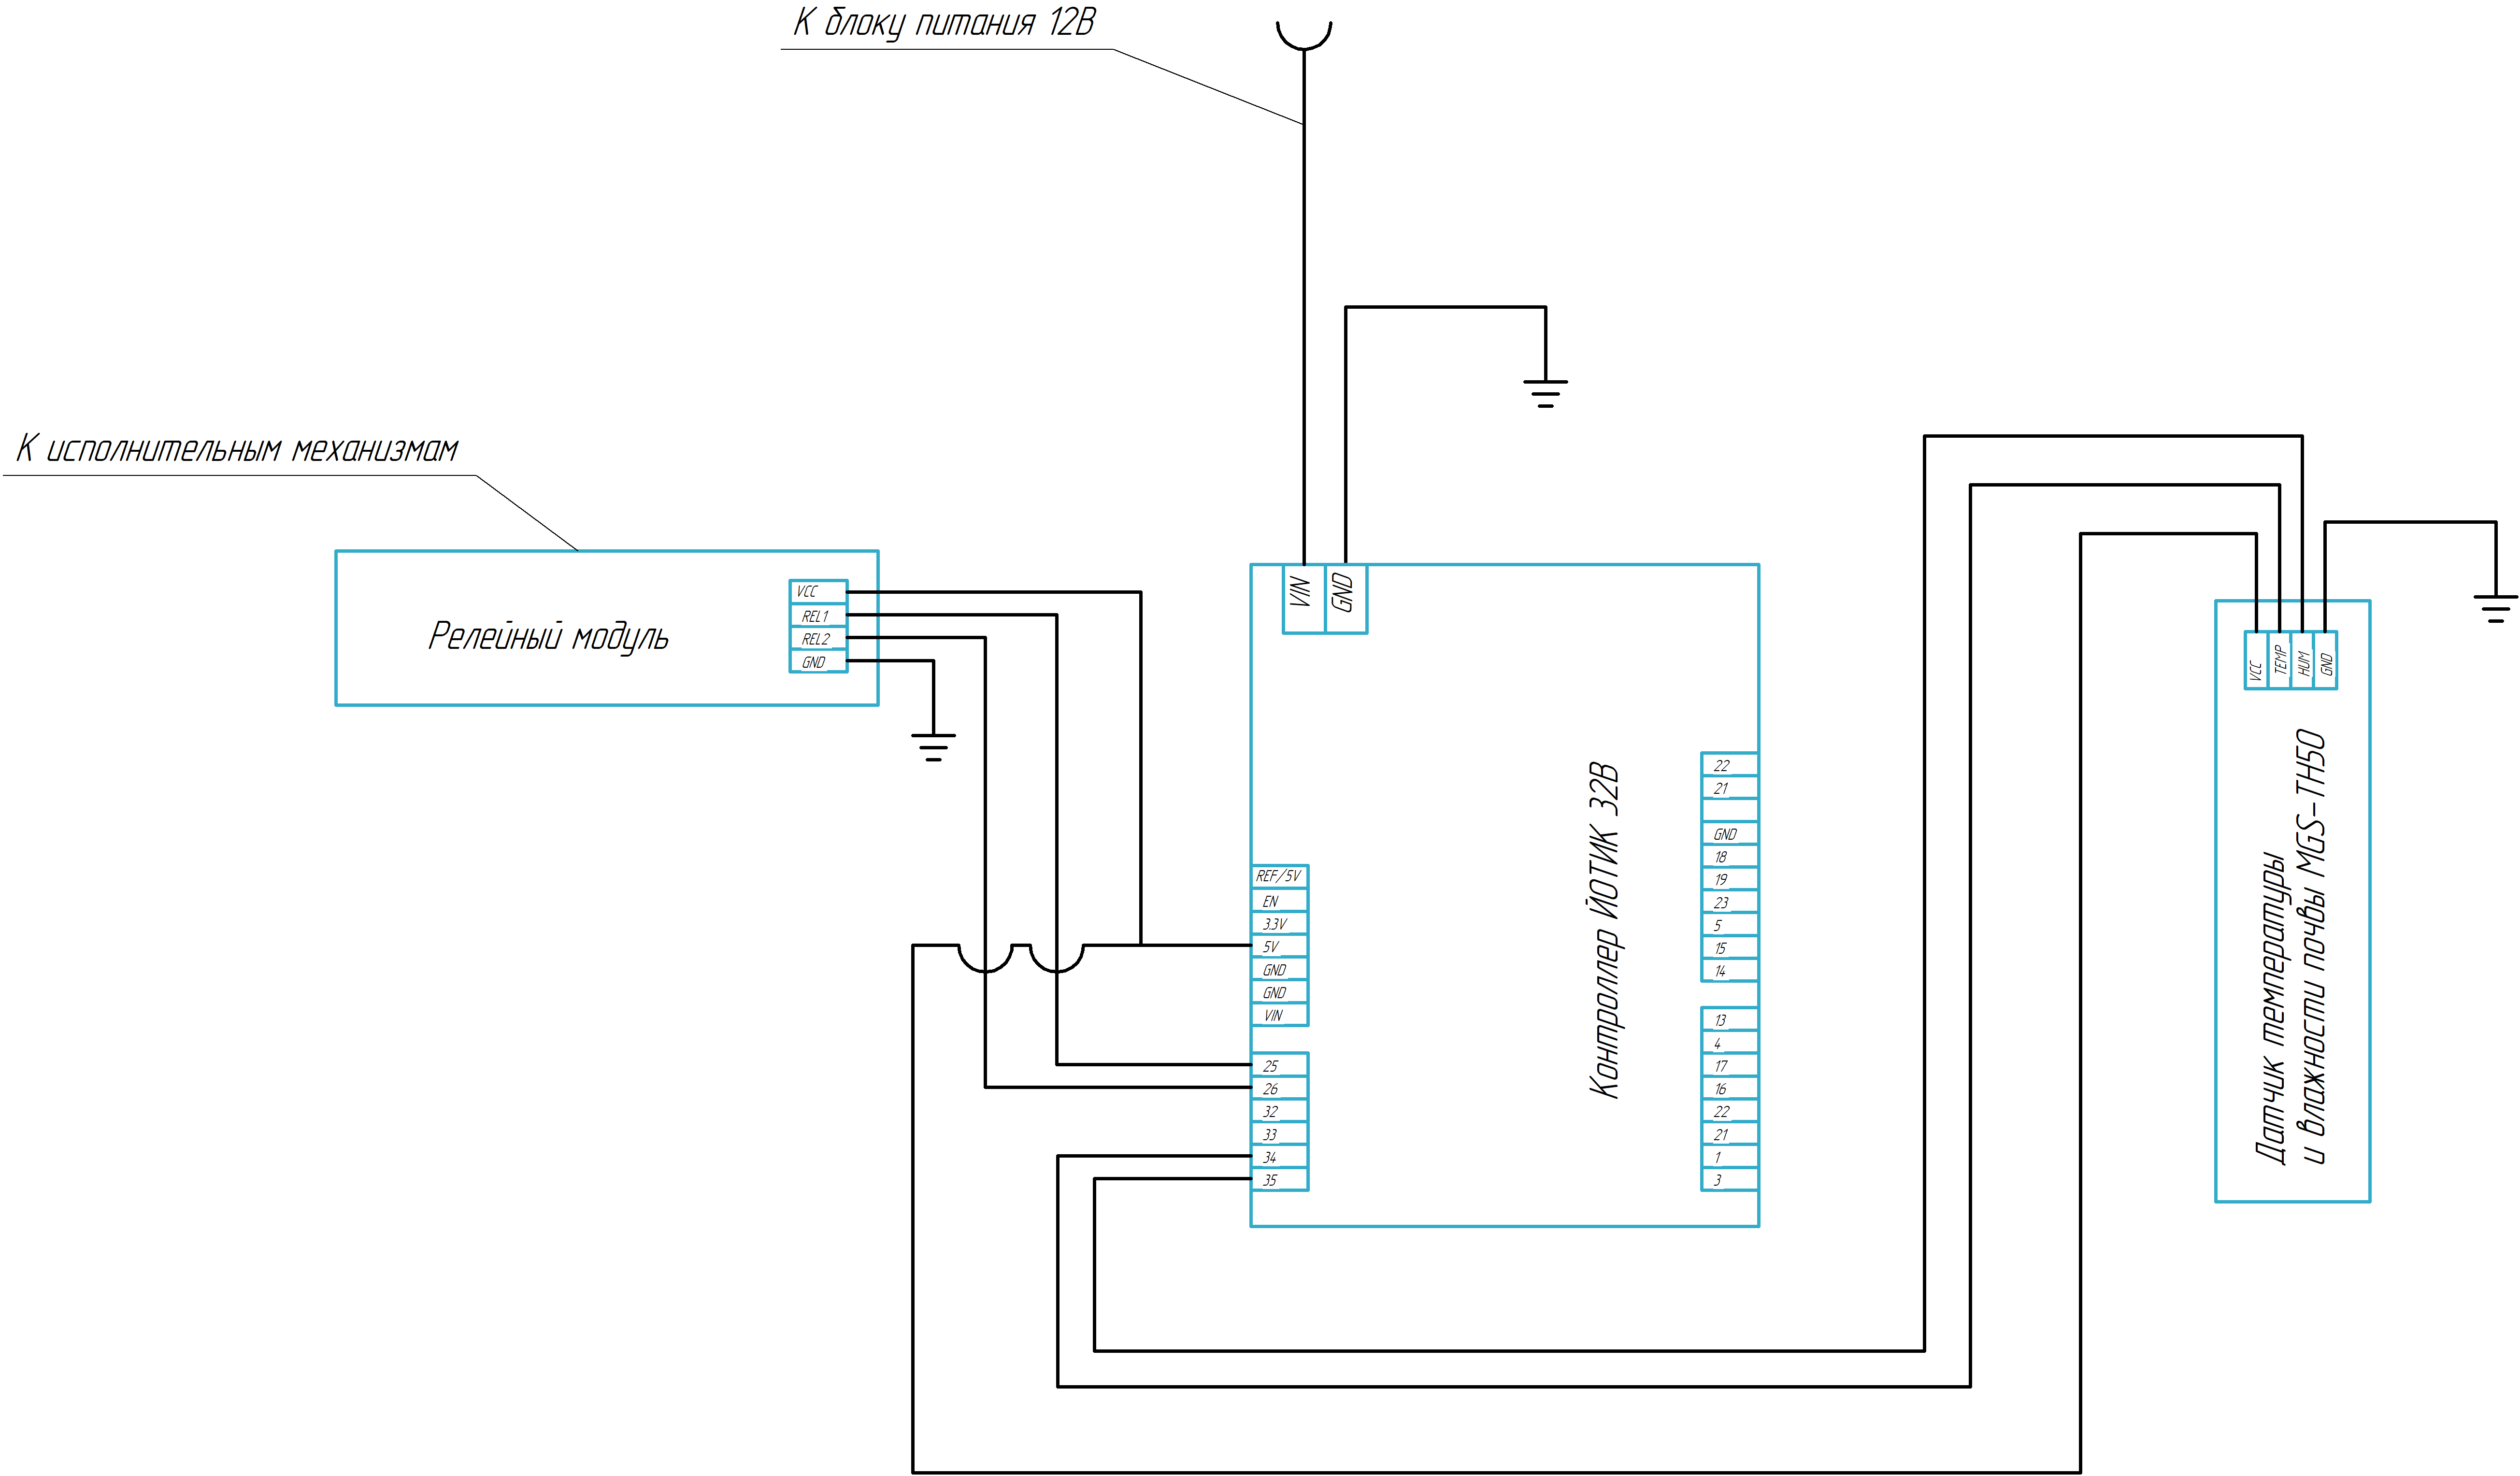 К блоку питания 12В
К исполнительным механизмам
Релейный модуль
VCC
REL1
REL2
GND
VIN
GND
Контроллер ЙОТИК 32В
REF/5V
EN
3.3V
5V
GND
GND
VIN
25
26
32
33
34
35
22
21
GND
18
19
23
5
15
14
13
4
17
16
22
21
1
3
VCC
TEMP
HUM
GND
Датчик температуры
и влажности почвы MGS-TH50